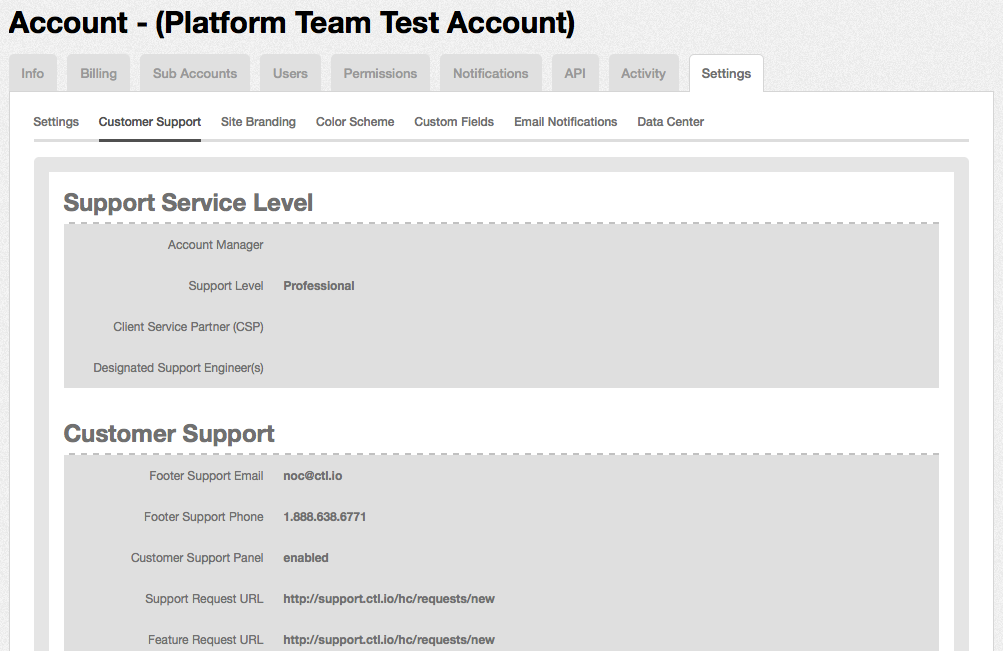 Account - (Platform Team Test Account)
Info Billing Sub Accounts Users Permissions Notifications API Activity Settings
Settings Customer Support Site Branding Color Scheme Custom Fields Email Notifications Data Center
Support Service Level
Account Manager
Support Level Professional
Client Service Partner (CSP)
Designated Support Engineer(s)
Customer Support
Footer Support Email noc@ctl.io
Footer Support Phone 1.888.638.6771
Customer Support Panel enabled
Support Request URL http://support.ctl.io/hc/requests/new
Feature Request URL http://support.ctl.io/hc/requests/new